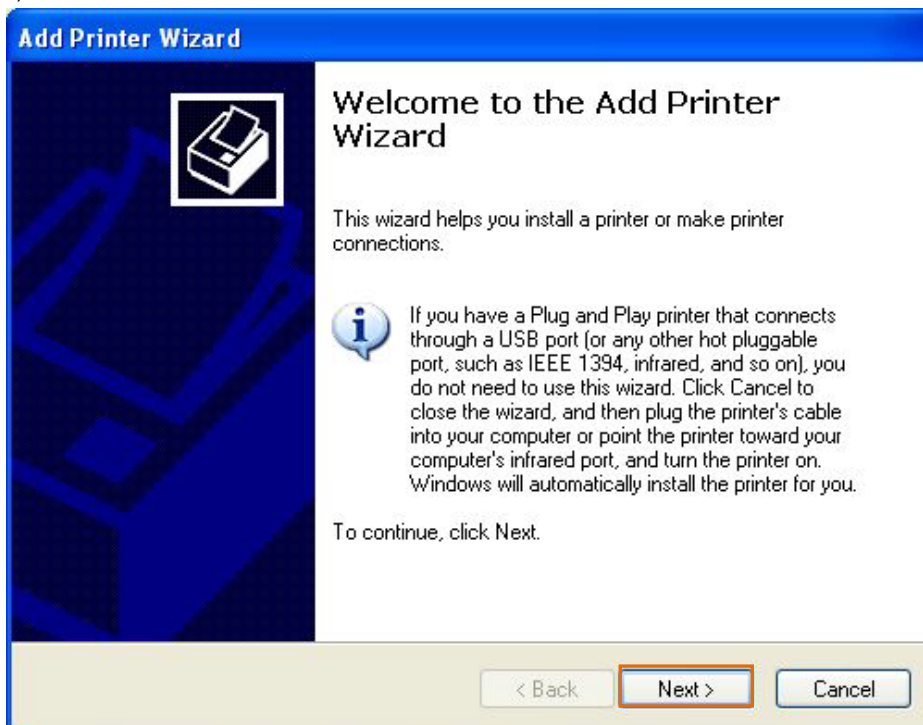 Add Printer Wizard
Welcome to the Add Printer
Wizard
This wizard helps you install a printer or make printer
connections.
If you have a Plug and Play printer that connects
through a USB port (or any other hot pluggable
port, such as IEEE 1394, infrared, and so on), you
do not need to use this wizard. Click Cancel to
close the wizard, and then plug the printer's cable
into your computer or point the printer toward your
computer's infrared port, and turn the printer on.
Windows will automatically install the printer for you.
To continue, click Next.
< Back Next > Cancel